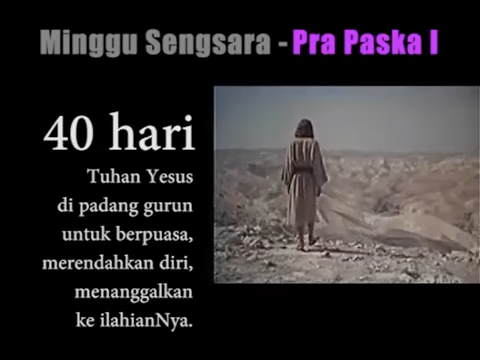 Minggu Sengsara - Pra Paska I
40 hari
Tuhan Yesus
di padang gurun
untuk berpuasa,
merendahkan diri,
menanggalkan
ke ilahianNya.